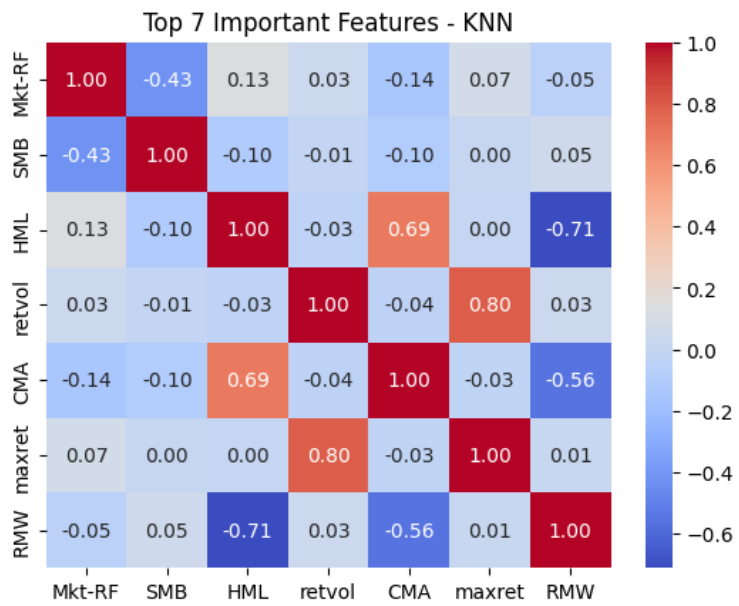 Top 7 Important Features - KNN
Mkt-RF 1.00 -0.43 0.13 0.03 -0.14 0.07 -0.05
SMB -0.43 1.00 -0.10 -0.01 -0.10 0.00 0.05
HML 0.13 -0.10 1.00 -0.03 0.69 0.00 -0.71
retvol 0.03 -0.01 -0.03 1.00 -0.04 0.80 0.03
CMA -0.14 -0.10 0.69 -0.04 1.00 -0.03 -0.56
maxret 0.07 0.00 0.00 0.80 -0.03 1.00 0.01
RMW -0.05 0.05 -0.71 0.03 -0.56 0.01 1.00
Mkt-RF SMB HML retvol CMA maxret RMW
1.0
0.8
0.6
0.4
0.2
0.0
−0.2
−0.4
−0.6